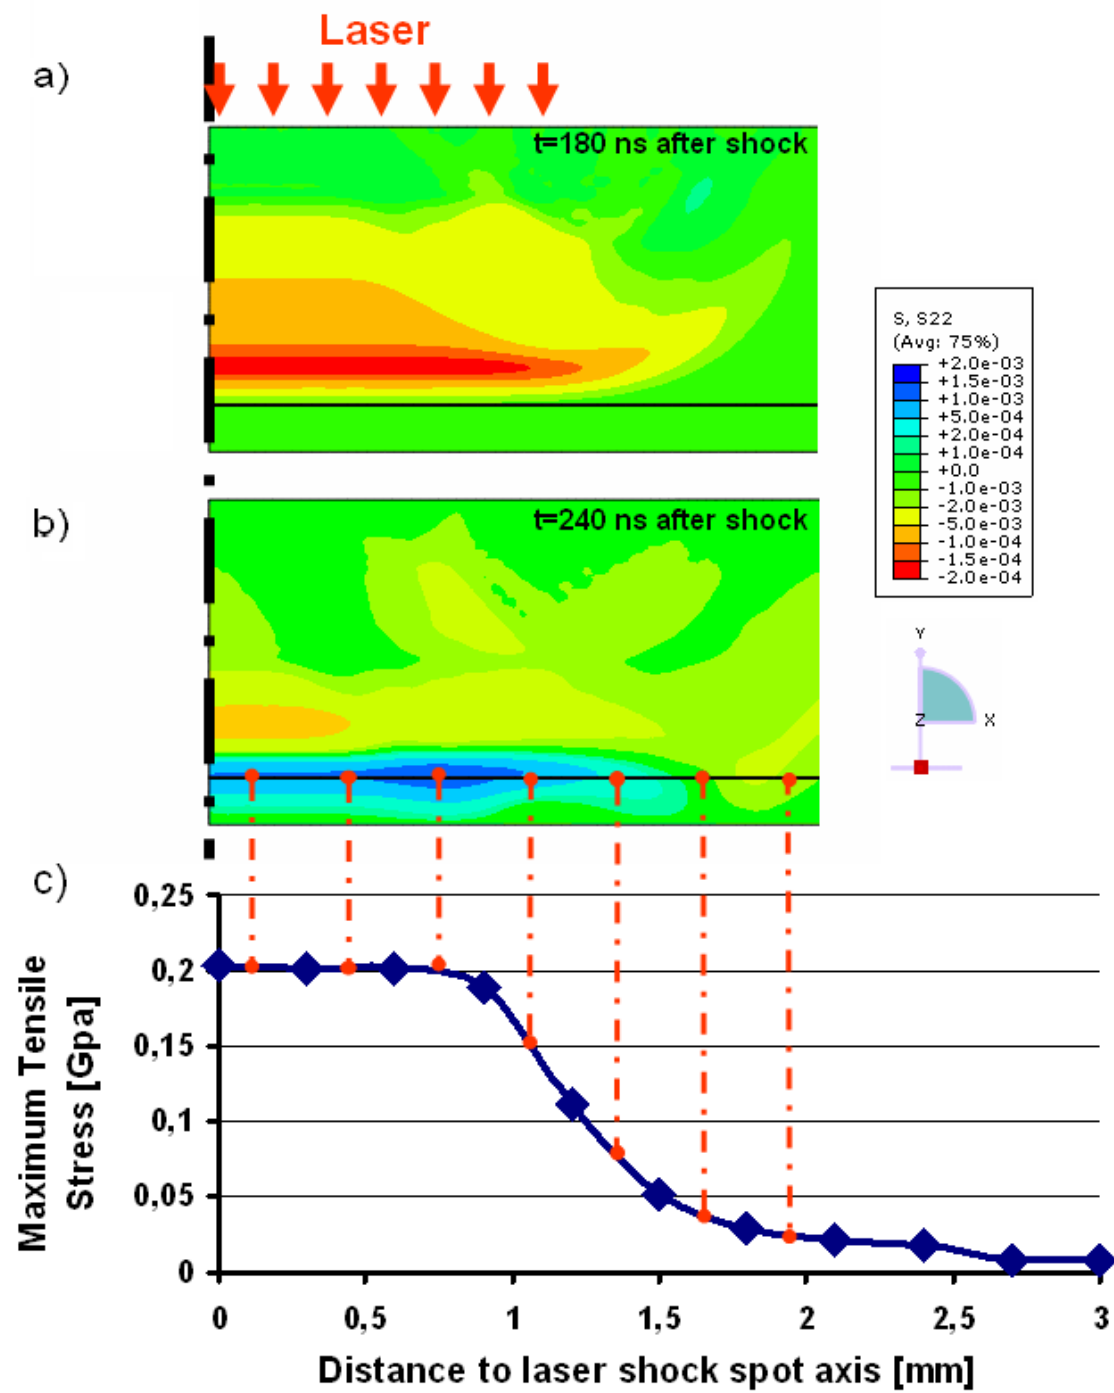 Laser
a)
t=180 ns after shock
S, S22
(Avg: 75%)
+2.0e-03
+1.5e-03
+1.0e-03
+5.0e-04
+2.0e-04
+1.0e-04
+0.0
-1.0e-03
-2.0e-03
-5.0e-03
-1.0e-04
-1.5e-04
-2.0e-04
b)
t=240 ns after shock
Y
Z
X
c)
Maximum Tensile
Stress [Gpa]
0,25
0,2
0,15
0,1
0,05
0
0
0,5
1
1,5
2
2,5
3
Distance to laser shock spot axis [mm]